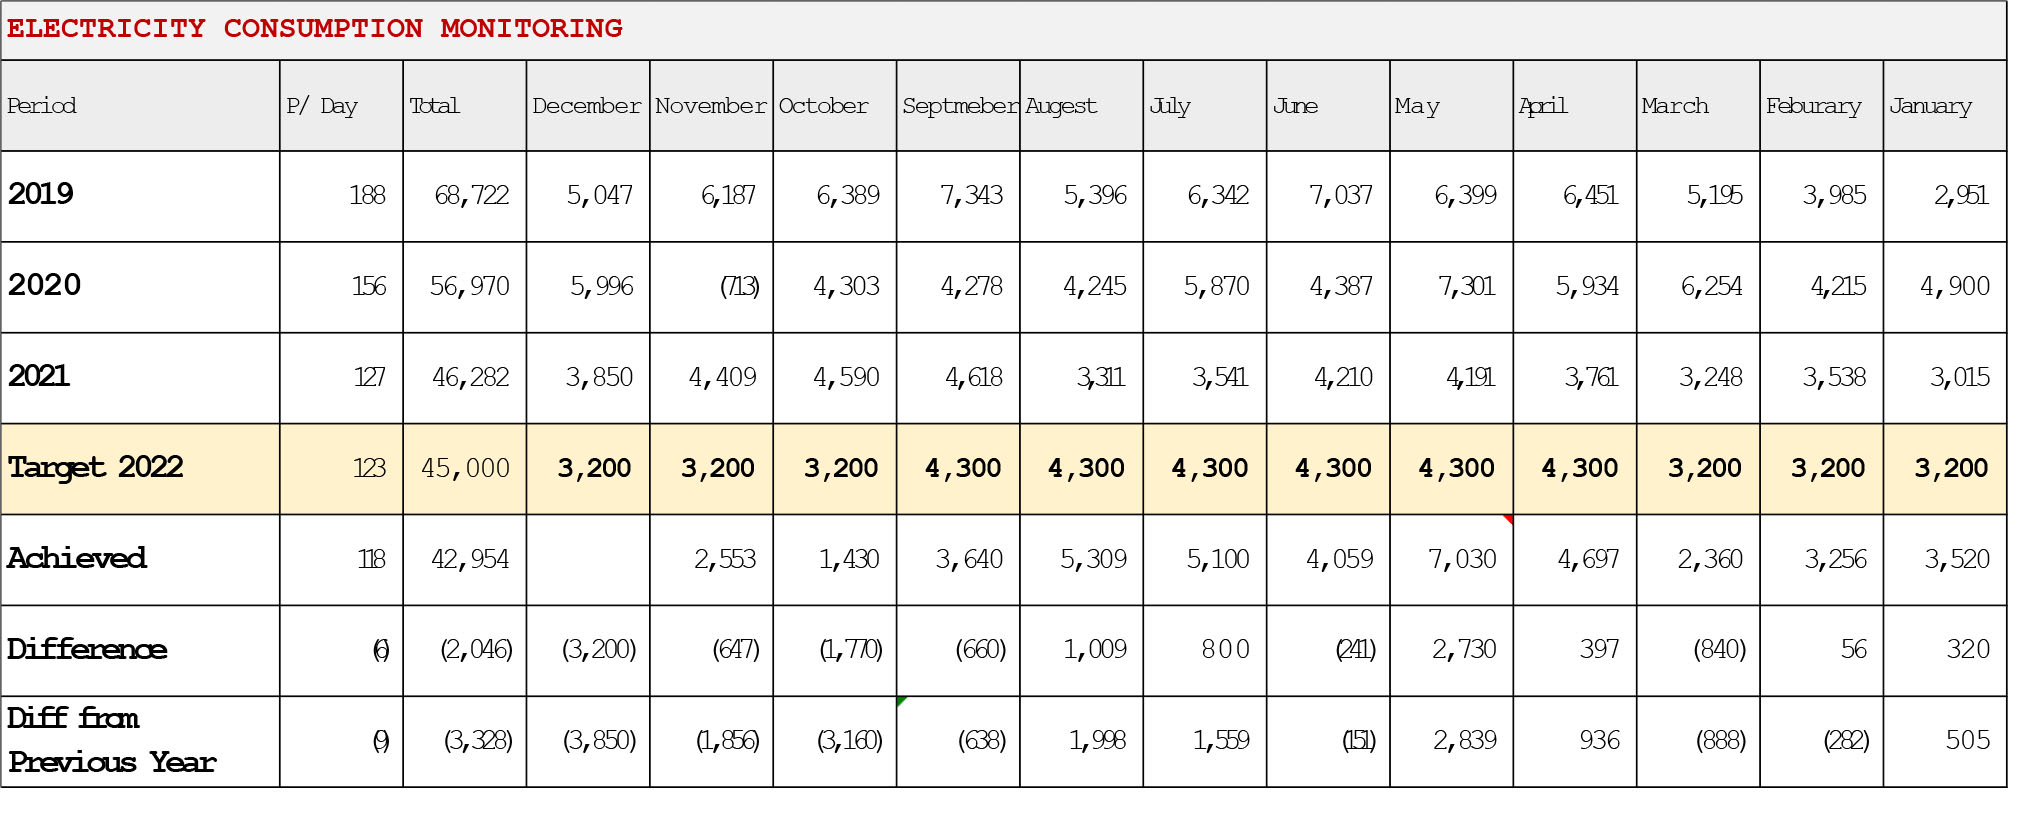 ELECTRICITY CONSUMPTION MONITORING
Period P/ Day Total December November October Septmeber Augest July June May April March Feburary January
2019 188 68,722 5,047 6,187 6,389 7,343 5,396 6,342 7,037 6,399 6,451 5,195 3,985 2,951
2020 156 56,970 5,996 (713) 4,303 4,278 4,245 5,870 4,387 7,301 5,934 6,254 4,215 4,900
2021 127 46,282 3,850 4,409 4,590 4,618 3,311 3,541 4,210 4,191 3,761 3,248 3,538 3,015
Target 2022 123 45,000 3,200 3,200 3,200 4,300 4,300 4,300 4,300 4,300 4,300 3,200 3,200 3,200
Achieved 118 42,954 2,553 1,430 3,640 5,309 5,100 4,059 7,030 4,697 2,360 3,256 3,520
Difference (6) (2,046) (3,200) (647) (1,770) (660) 1,009 800 (241) 2,730 397 (840) 56 320
Diff from
Previous Year (9) (3,328) (3,850) (1,856) (3,160) (638) 1,998 1,559 (151) 2,839 936 (888) (282) 505